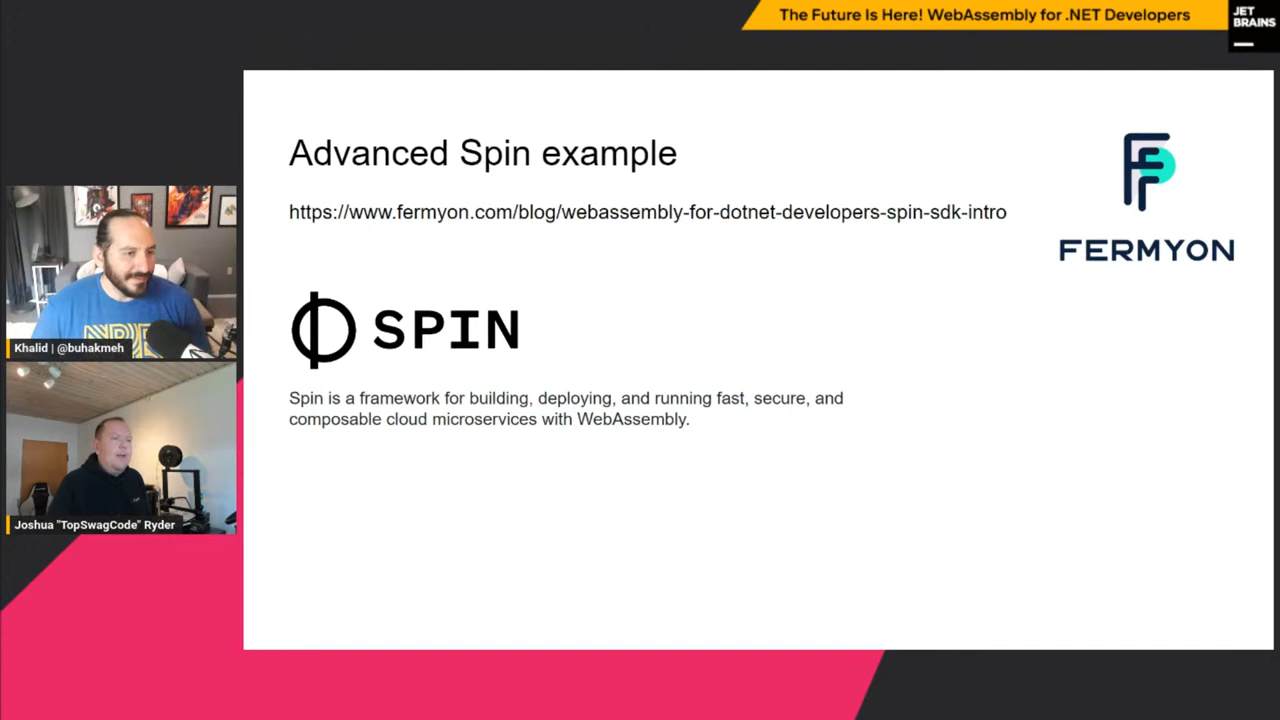 The Future Is Here! WebAssembly for .NET Developers
JET
BRAINS
Advanced Spin example
https://www.fermyon.com/blog/webassembly-for-dotnet-developers-spin-sdk-intro
FERMYON
SPIN
Spin is a framework for building, deploying, and running fast, secure, and
composable cloud microservices with WebAssembly.
Khalid | @buhakmeh
Joshua "TopSwagCode" Ryder